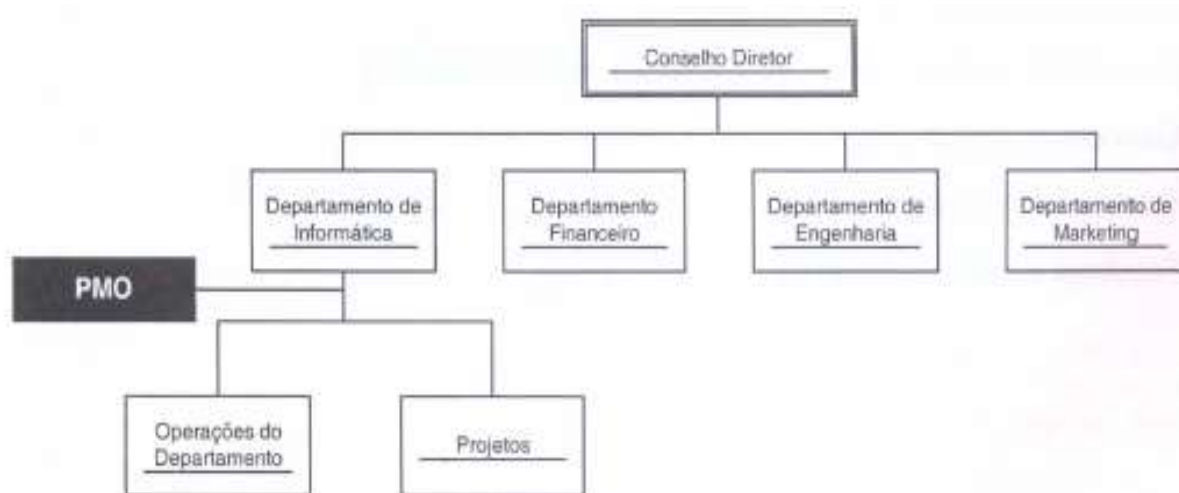 Conselho Diretor
Departamento de
Informática
Departamento
Financeiro
Departamento de
Engenharia
Departamento de
Marketing
PMO
Operações do
Departamento
Projetos